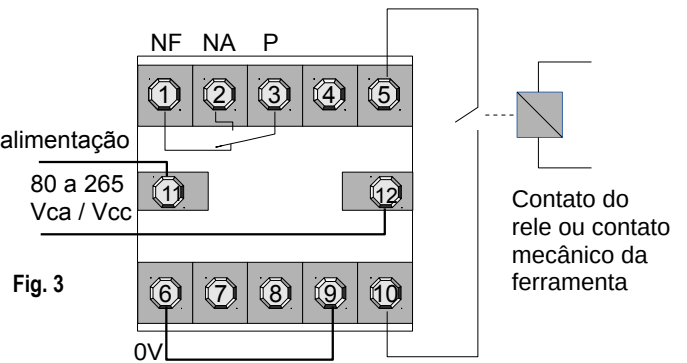 NF NA P
1 2 3 4 5
alimentação
11 12
80 a 265
Vca / Vcc
Contato do
rele ou contato
mecânico da
ferramenta
Fig. 3
6 7 8 9 10
0V